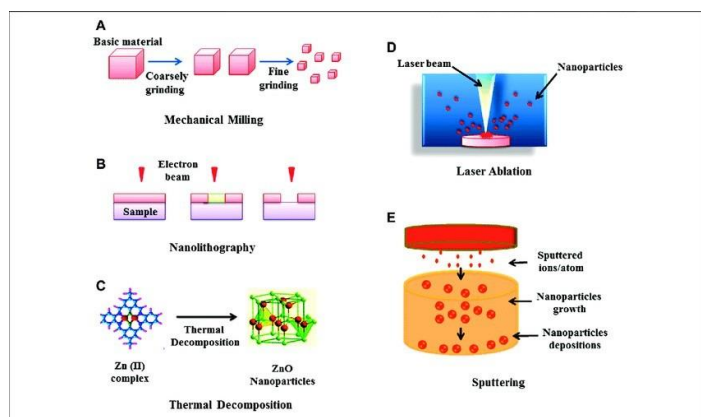 A
Basic material
Coarsely
grinding
Fine
grinding
Mechanical Milling
B
Electron
beam
Sample
Nanolithography
C
Thermal
Decomposition
Zn (II)
complex
ZnO
Nanoparticles
Thermal Decomposition
D
Laser beam
Nanoparticles
Laser Ablation
E
Sputtered
ions/atom
Nanoparticles
growth
Nanoparticles
depositions
Sputtering